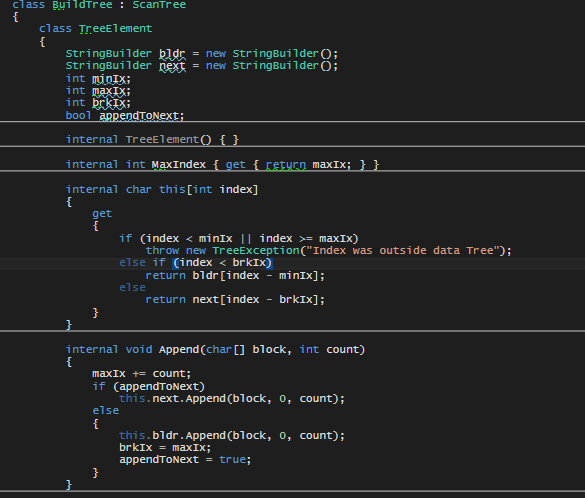 class BuildTree : ScanTree
{
    class TreeElement
    {
        StringBuilder bldr = new StringBuilder();
        StringBuilder next = new StringBuilder();
        int minIx;
        int maxIx;
        int brkIx;
        bool appendToNext;
        internal TreeElement() { }
        internal int MaxIndex { get { return maxIx; } }
        internal char this[int index]
        {
            get
            {
                if (index < minIx || index >= maxIx)
                    throw new TreeException("Index was outside data Tree");
                else if (index < brkIx)
                    return bldr[index - minIx];
                else
                    return next[index - brkIx];
            }
        }
        internal void Append(char[] block, int count)
        {
            maxIx += count;
            if (appendToNext)
                this.next.Append(block, 0, count);
            else
            {
                this.bldr.Append(block, 0, count);
                brkIx = maxIx;
                appendToNext = true;
            }
        }